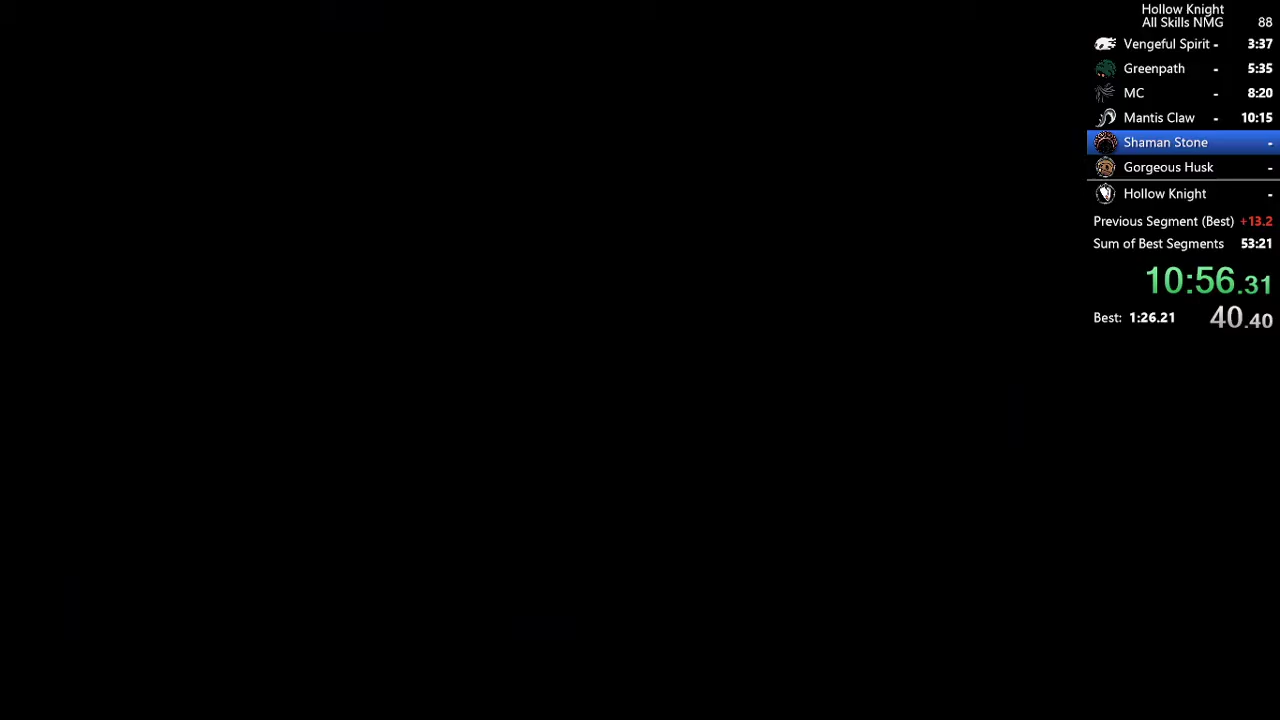 Hollow Knight
All Skills NMG 88
Vengeful Spirit - 3:37
Greenpath - 5:35
MC - 8:20
Mantis Claw - 10:15
Shaman Stone -
Gorgeous Husk -
Hollow Knight -
Previous Segment (Best) +13.2
Sum of Best Segments 53:21
10:56.31
Best: 1:26.21 40.40